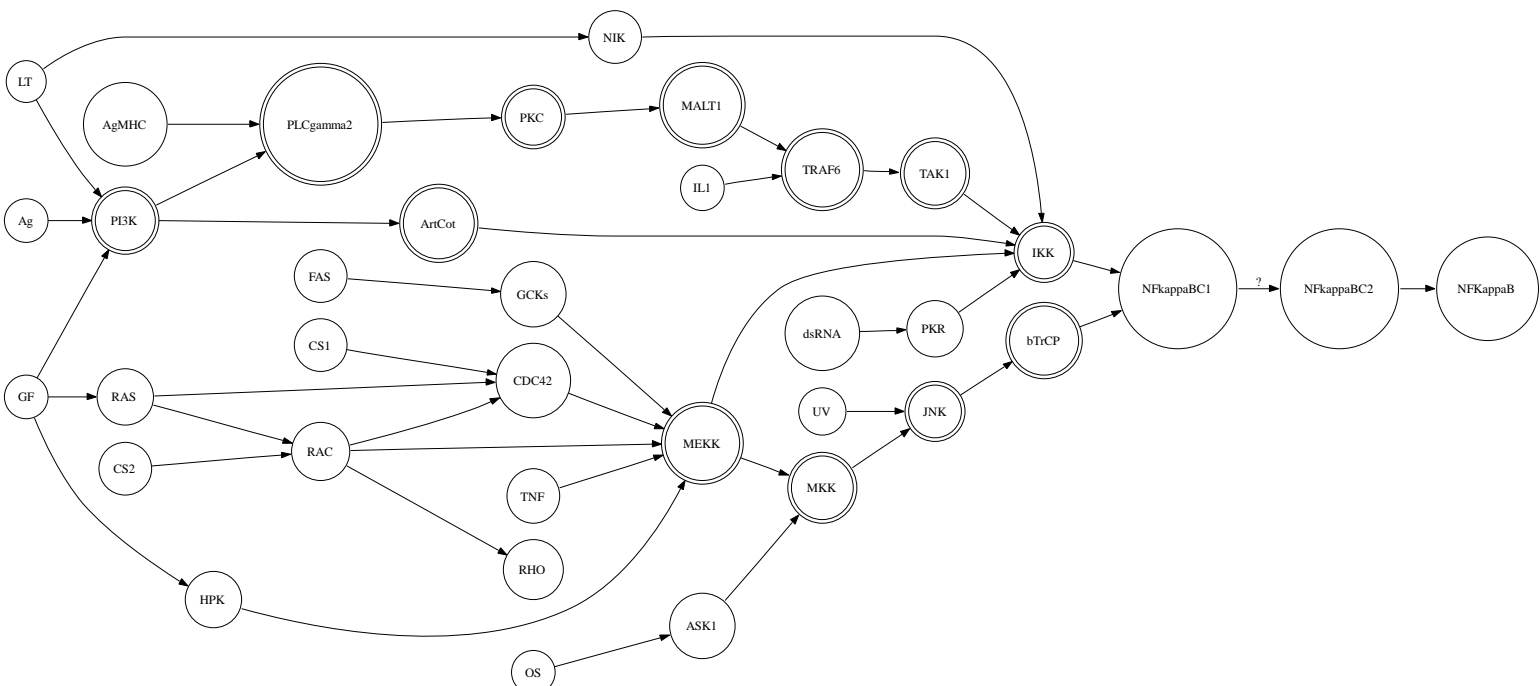 NIK
LT
AgMHC
PLCgamma2
PKC
MALT1
TRAF6
TAK1
IL1
Ag
PI3K
ArtCot
IKK
FAS
GCKs
NFkappaBC1
?
NFkappaBC2
NFKappaB
dsRNA
PKR
bTrCP
CS1
CDC42
GF
RAS
UV
JNK
CS2
RAC
MEKK
TNF
MKK
RHO
HPK
ASK1
OS